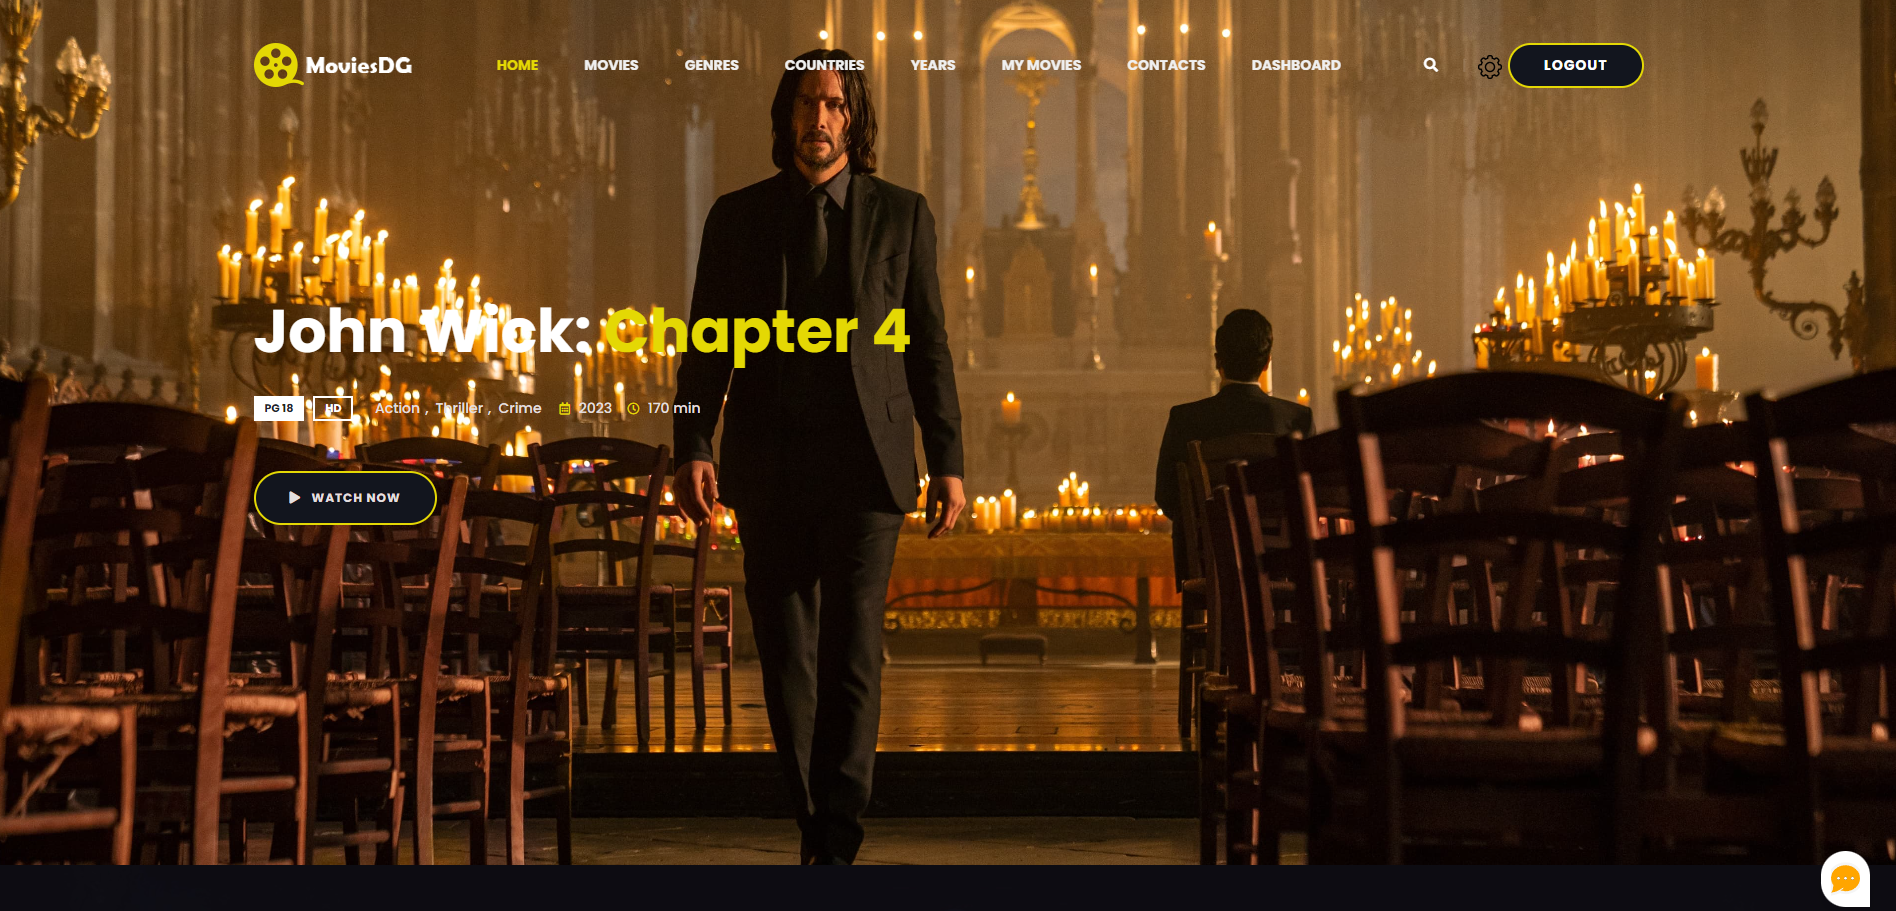 MoviesDG
HOME MOVIES GENRES COUNTRIES YEARS MY MOVIES CONTACTS DASHBOARD
LOGOUT
John Wick: Chapter 4
PG 18 HD Action , Thriller , Crime 2023 170 min
WATCH NOW